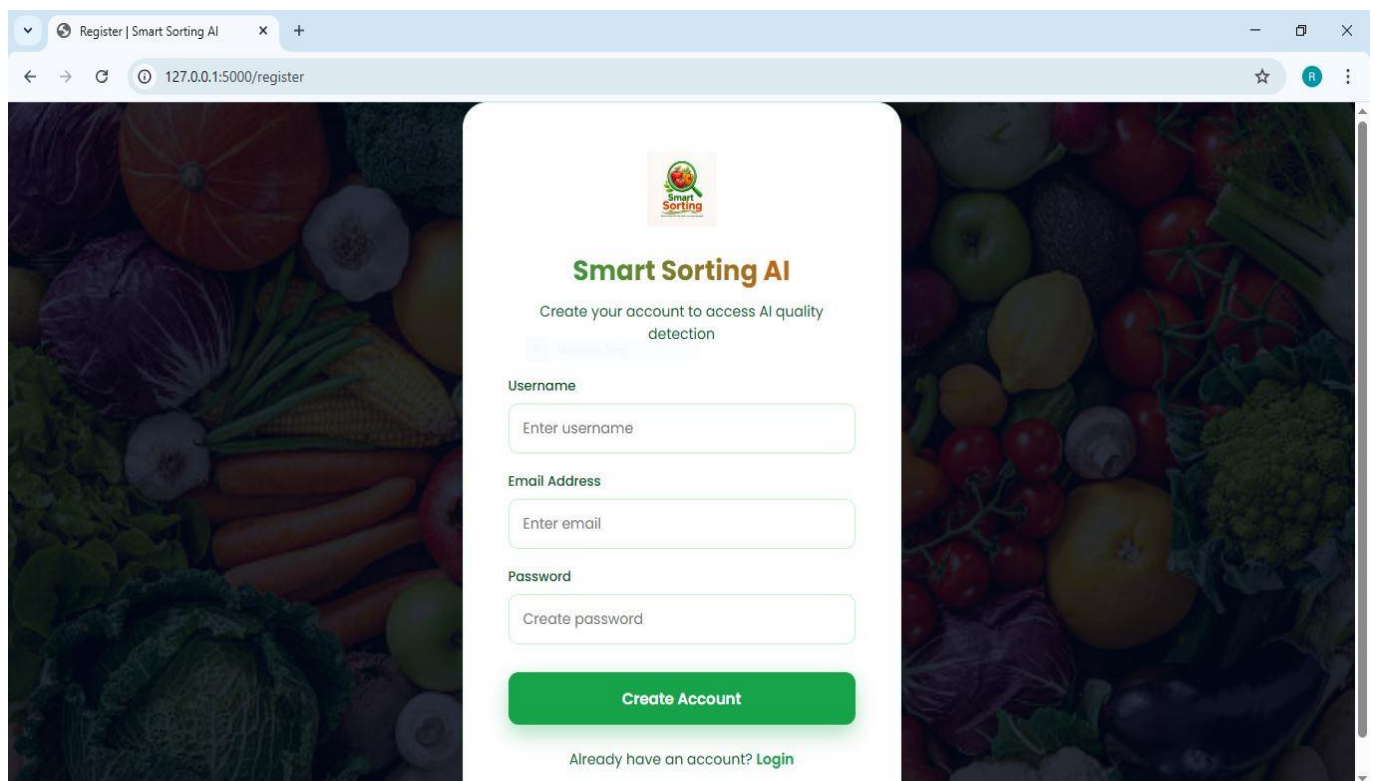 Register | Smart Sorting AI
127.0.0.1:5000/register
R
Smart
Sorting
Smart Sorting AI
Create your account to access AI quality
detection
Username
Enter username
Email Address
Enter email
Password
Create password
Create Account
Already have an account? Login